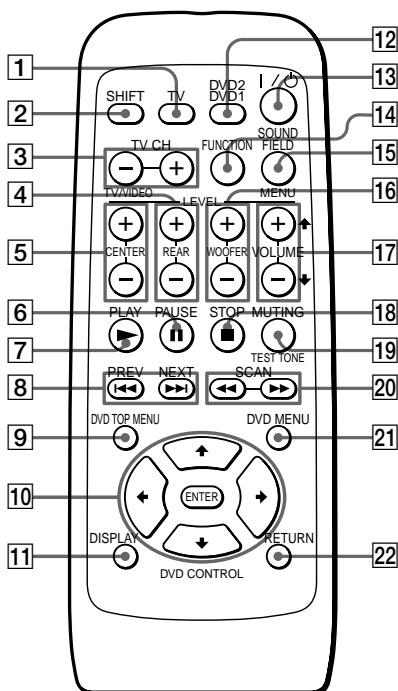 12
DVD2
DVD1
I / ⏻
13
1
SHIFT
TV
2
14
SOUND
FIELD
TV CH
FUNCTION
3
15
− +
4
16
TV/VIDEO
LEVEL
MENU
+ + + +
5
CENTER
REAR
WOOFER
VOLUME
17
− − − −
6
18
PLAY
PAUSE
STOP
MUTING
7
19
TEST TONE
PREV
NEXT
SCAN
8
20
DVD TOP MENU
DVD MENU
9
21
10
ENTER
DISPLAY
RETURN
11
22
DVD CONTROL